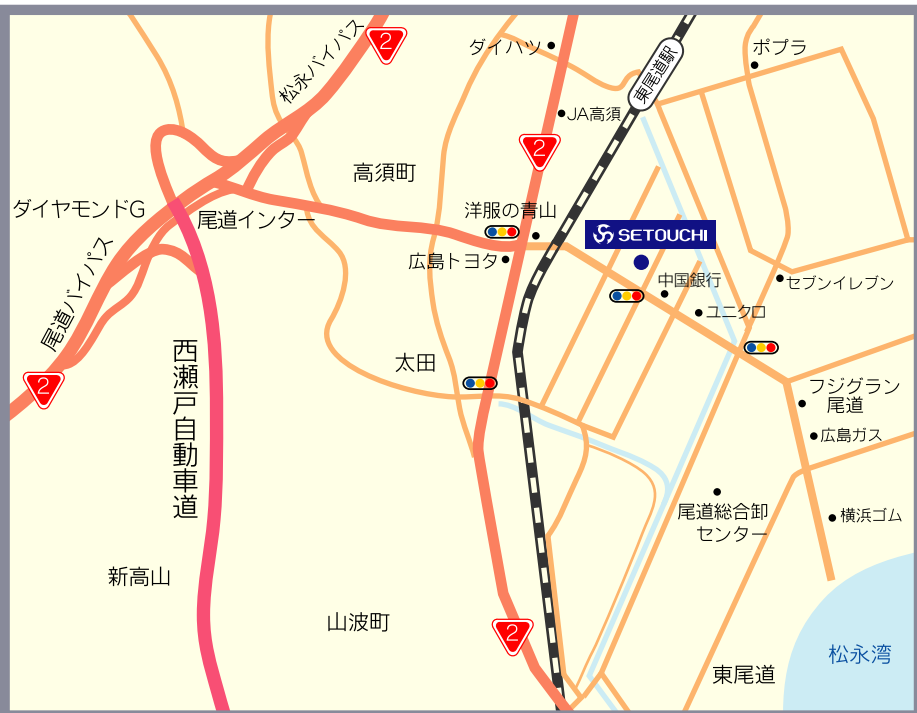 2
ダイハツ
ポプラ
松永バイパス
東尾道駅
JA高須
2
高須町
ダイヤモンドG
尾道インター
洋服の青山
SETOUCHI
広島トヨタ
中国銀行
セブンイレブン
ユニクロ
尾道バイパス
太田
2
西瀬戸自動車道
フジグラン
尾道
広島ガス
尾道総合卸
センター
横浜ゴム
新高山
山波町
2
松永湾
東尾道